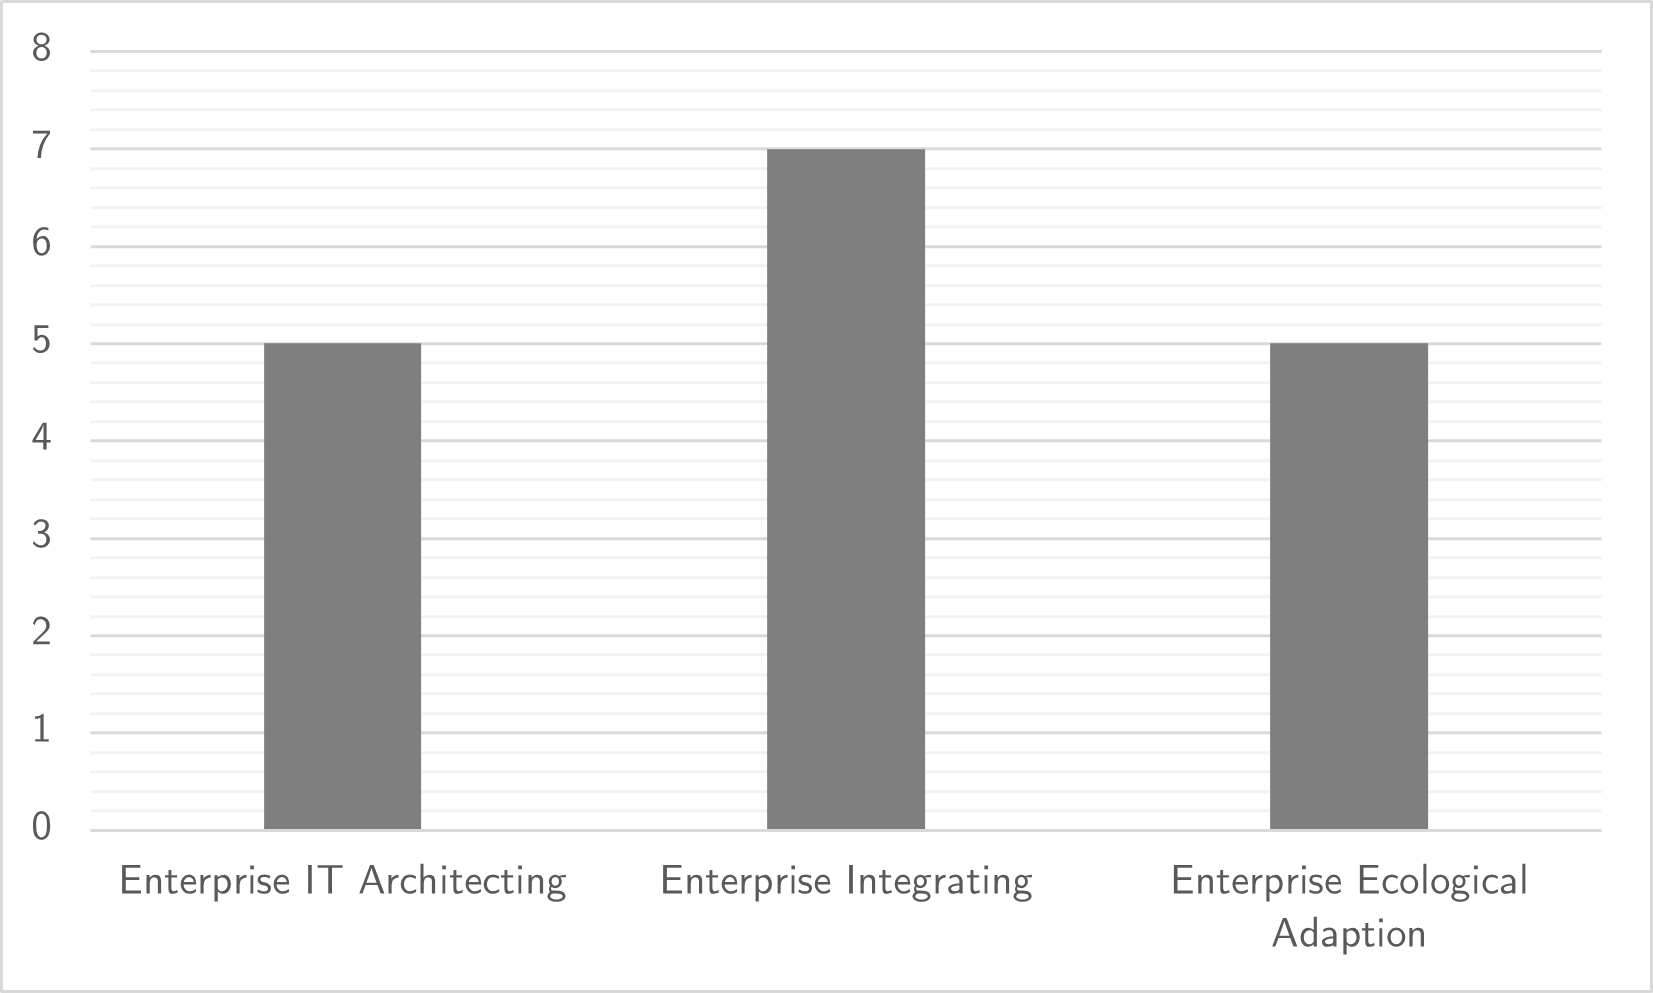 8
7
6
5
4
3
2
1
0
Enterprise IT Architecting
Enterprise Integrating
Enterprise Ecological
Adaption